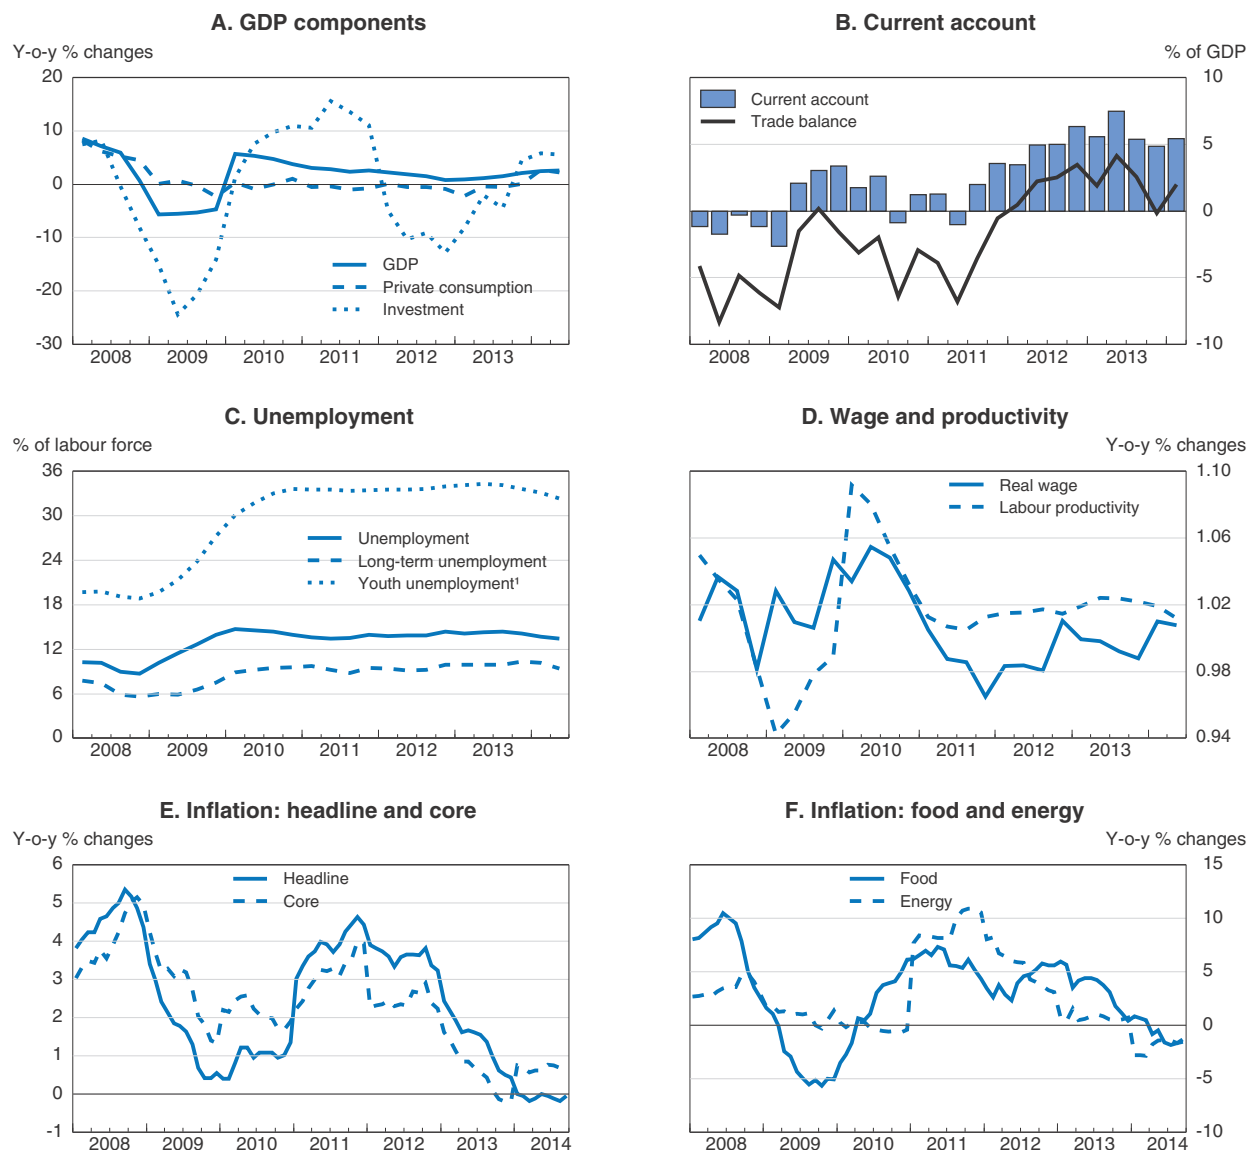 A. GDP components
Y-o-y % changes
20
10
0
-10
-20
-30
GDP
Private consumption
Investment
2008 2009 2010 2011 2012 2013
B. Current account
% of GDP
10
5
0
-5
-10
Current account
Trade balance
2008 2009 2010 2011 2012 2013
C. Unemployment
% of labour force
36
30
24
18
12
6
0
Unemployment
Long-term unemployment
Youth unemployment¹
2008 2009 2010 2011 2012 2013
D. Wage and productivity
Y-o-y % changes
1.10
1.06
1.02
0.98
0.94
Real wage
Labour productivity
2008 2009 2010 2011 2012 2013
E. Inflation: headline and core
Y-o-y % changes
6
5
4
3
2
1
0
-1
Headline
Core
2008 2009 2010 2011 2012 2013 2014
F. Inflation: food and energy
Y-o-y % changes
15
10
5
0
-5
-10
Food
Energy
2008 2009 2010 2011 2012 2013 2014